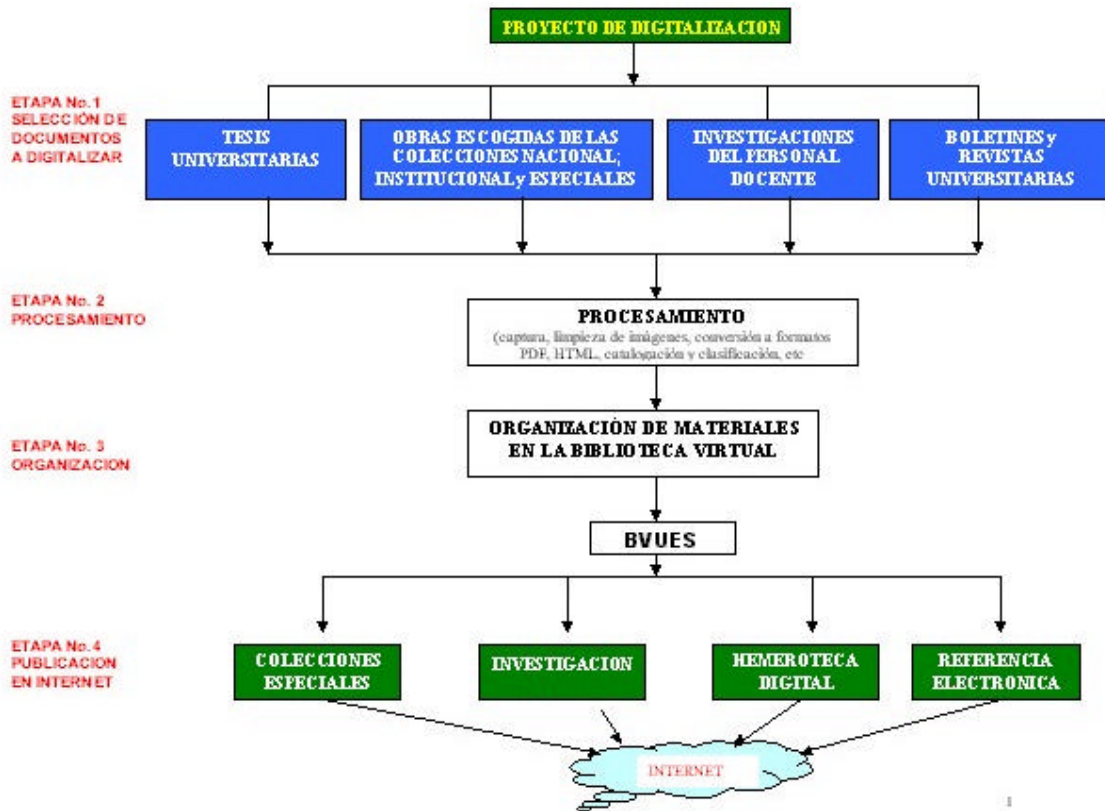 PROYECTO DE DIGITALIZACION
ETAPA No.1
SELECCIÓN DE
DOCUMENTOS
A DIGITALIZAR
TESIS
UNIVERSITARIAS
OBRAS ESCOGIDAS DE LAS
COLECCIONES NACIONAL;
INSTITUCIONAL y ESPECIALES
INVESTIGACIONES
DEL PERSONAL
DOCENTE
BOLETINES y
REVISTAS
UNIVERSITARIAS
ETAPA No. 2
PROCESAMIENTO
PROCESAMIENTO
(captura, limpieza de imágenes, conversión a formatos
PDF, HTML, catalogación y clasificación, etc
ETAPA No. 3
ORGANIZACION
ORGANIZACIÓN DE MATERIALES
EN LA BIBLIOTECA VIRTUAL
BVUES
ETAPA No.4
PUBLICACION
EN INTERNET
COLECCIONES
ESPECIALES
INVESTIGACION
HEMEROTECA
DIGITAL
REFERENCIA
ELECTRONICA
INTERNET
1